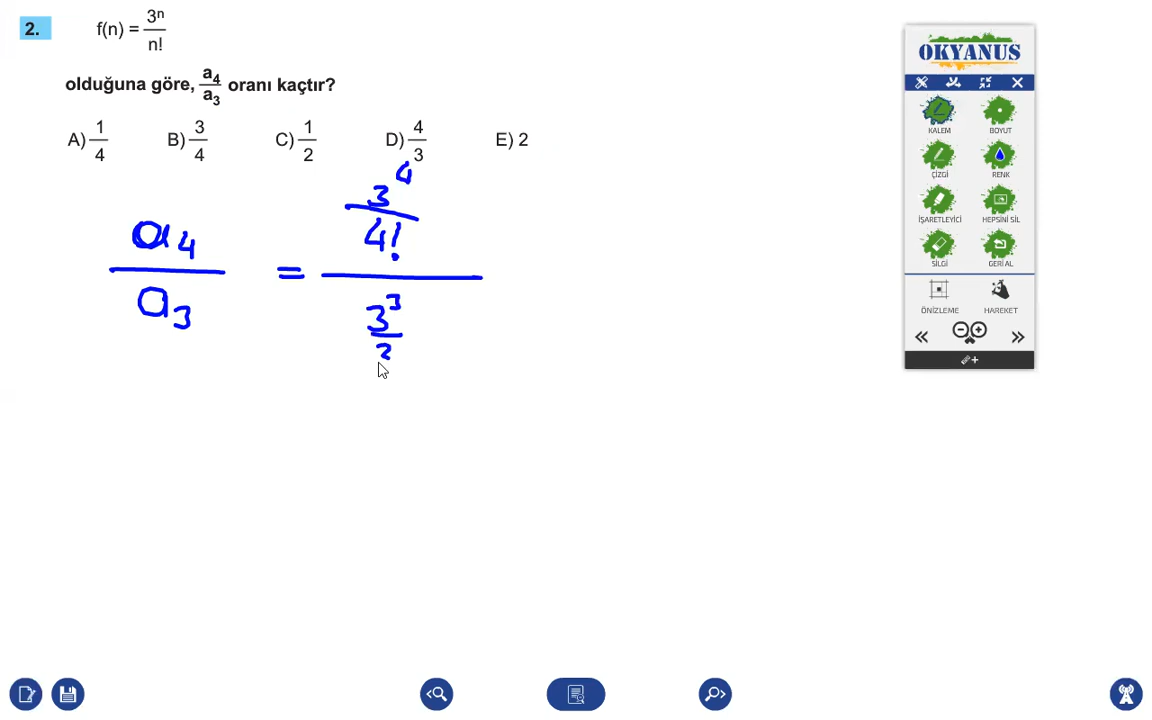 2.
f(n) = 3ⁿ / n!
olduğuna göre, a₄ / a₃ oranı kaçtır?
A) 1/4 B) 3/4 C) 1/2 D) 4/3 E) 2
a₄ / a₃ = (3⁴ / 4!) / (3³ /
OKYANUS
KALEM BOYUT
ÇİZGİ RENK
İŞARETLEYİCİ HEPSİNİ SİL
SİLGİ GERİ AL
ÖNİZLEME HAREKET